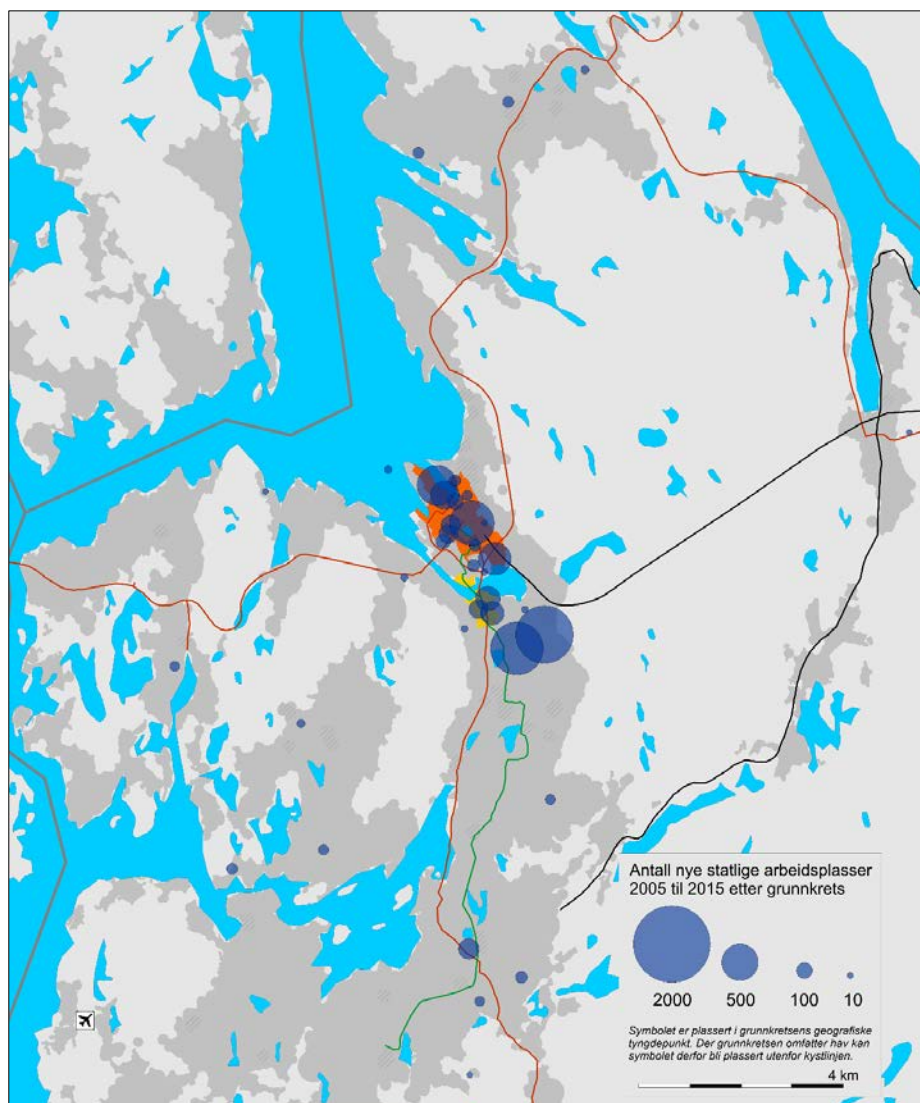 Antall nye statlige arbeidsplasser
2005 til 2015 etter grunnkrets
2000 500 100 10
Symbolet er plassert i grunnkretsens geografiske
tyngdepunkt. Der grunnkretsen omfatter hav kan
symbolet derfor bli plassert utenfor kystlinjen.
4 km